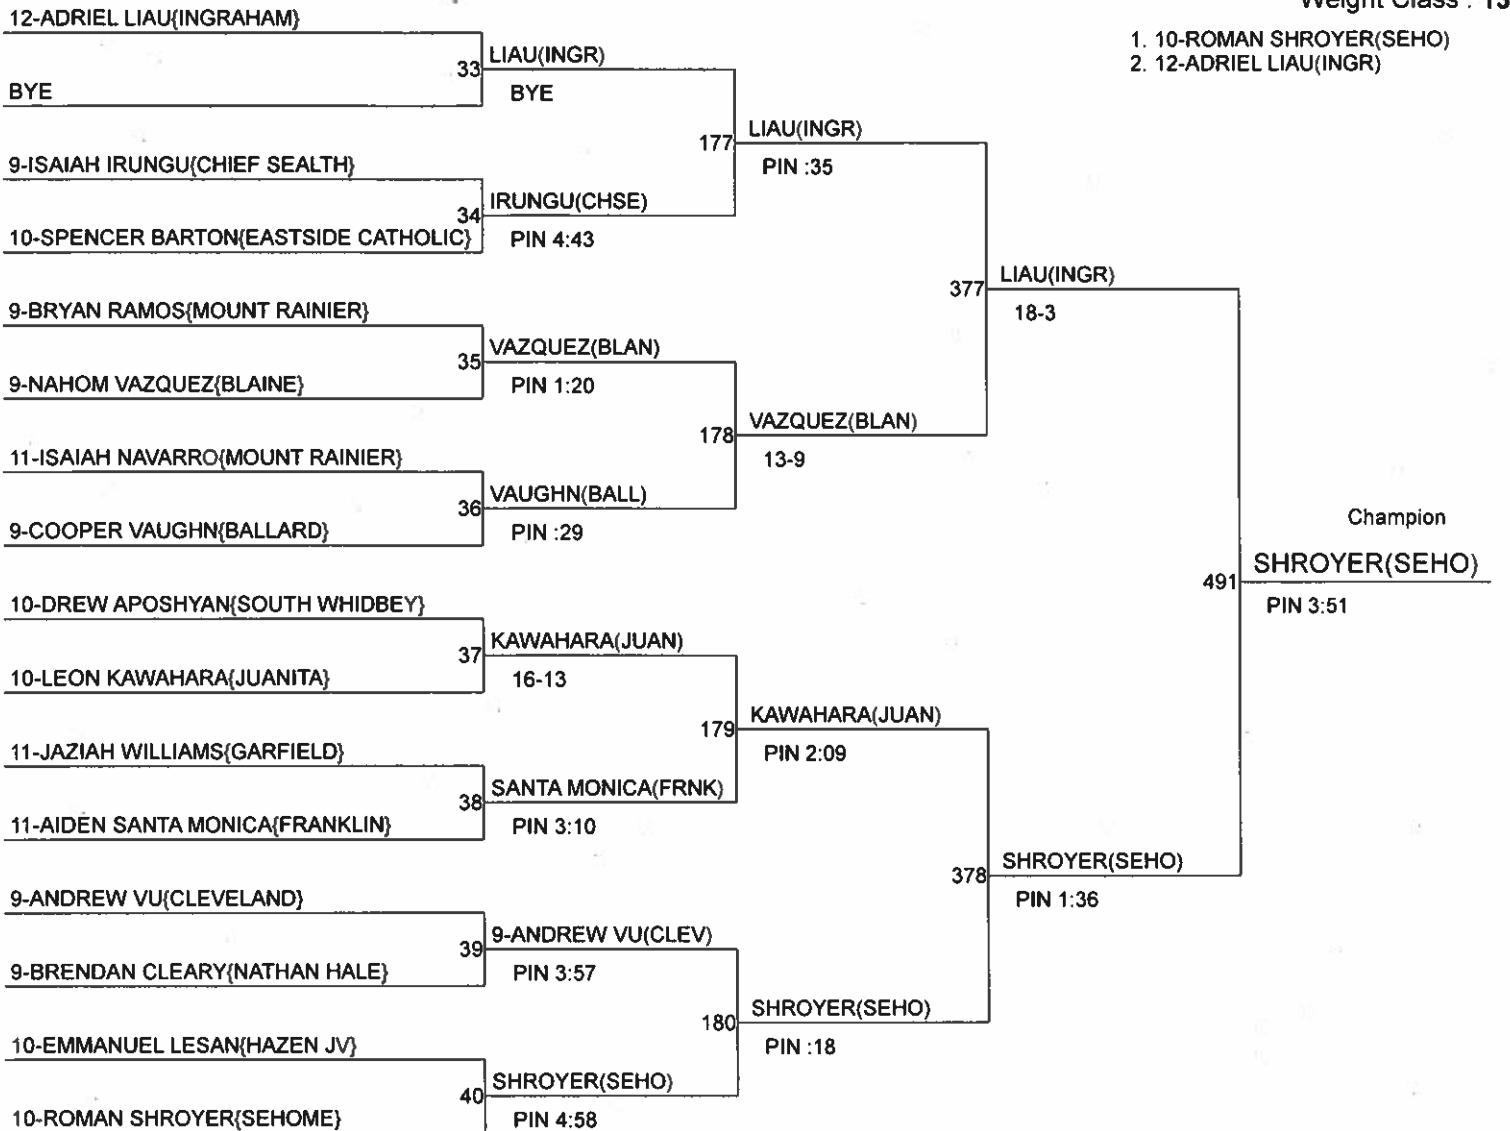 12-ADRIEL LIAU{INGRAHAM}
Weight Class :
1. 10-ROMAN SHROYER(SEHO)
2. 12-ADRIEL LIAU(INGR)
33
LIAU(INGR)
BYE
BYE
177
LIAU(INGR)
PIN :35
9-ISAIAH IRUNGU{CHIEF SEALTH}
34
IRUNGU(CHSE)
10-SPENCER BARTON{EASTSIDE CATHOLIC}
PIN 4:43
377
LIAU(INGR)
18-3
9-BRYAN RAMOS{MOUNT RAINIER}
35
VAZQUEZ(BLAN)
9-NAHOM VAZQUEZ{BLAINE}
PIN 1:20
178
VAZQUEZ(BLAN)
13-9
11-ISAIAH NAVARRO{MOUNT RAINIER}
36
VAUGHN(BALL)
9-COOPER VAUGHN{BALLARD}
PIN :29
Champion
491
SHROYER(SEHO)
PIN 3:51
10-DREW APOSHYAN{SOUTH WHIDBEY}
37
KAWAHARA(JUAN)
10-LEON KAWAHARA{JUANITA}
16-13
179
KAWAHARA(JUAN)
PIN 2:09
11-JAZIAH WILLIAMS{GARFIELD}
38
SANTA MONICA(FRNK)
11-AIDEN SANTA MONICA{FRANKLIN}
PIN 3:10
378
SHROYER(SEHO)
PIN 1:36
9-ANDREW VU{CLEVELAND}
39
9-ANDREW VU(CLEV)
9-BRENDAN CLEARY{NATHAN HALE}
PIN 3:57
180
SHROYER(SEHO)
PIN :18
10-EMMANUEL LESAN{HAZEN JV}
40
SHROYER(SEHO)
10-ROMAN SHROYER{SEHOME}
PIN 4:58